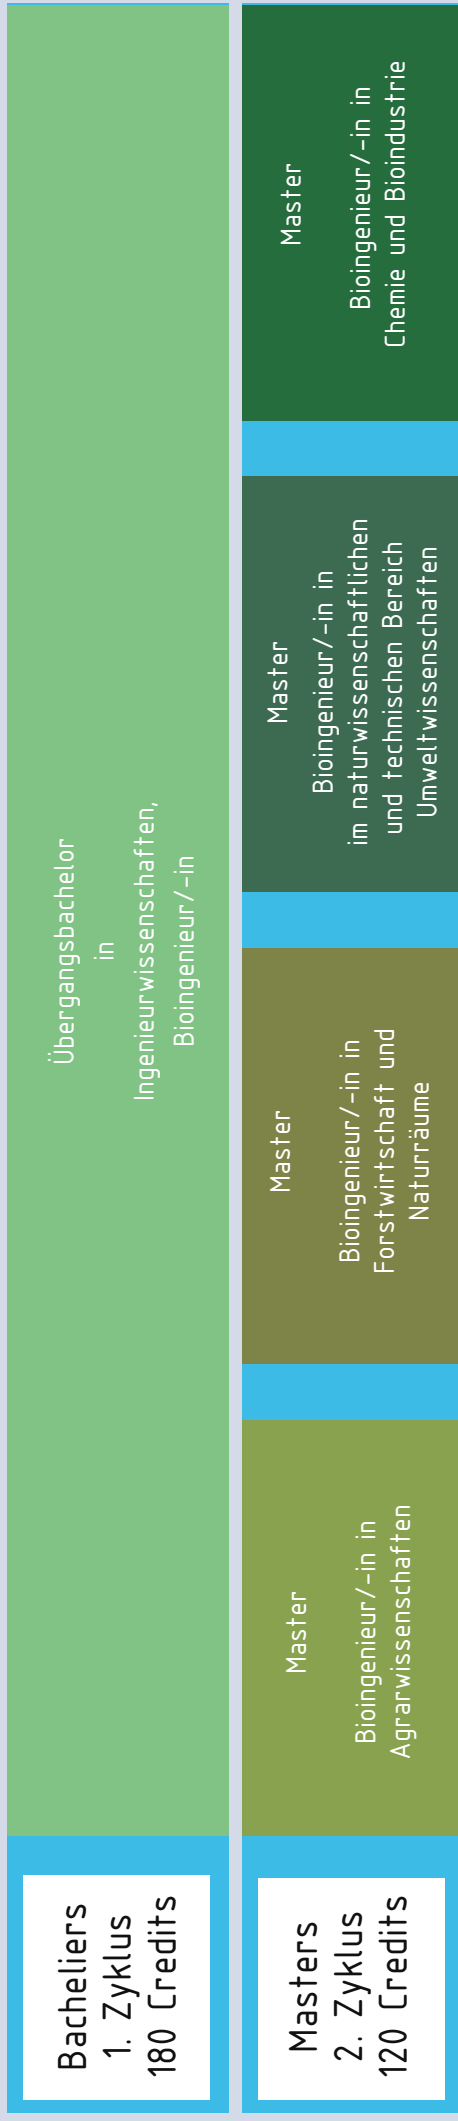 Bacheliers
1. Zyklus
180 Credits
Übergangsbachelor
in
Ingenieurwissenschaften,
Bioingenieur/-in
Masters
2. Zyklus
120 Credits
Master
Bioingenieur/-in in
Agrarwissenschaften
Master
Bioingenieur/-in in
Forstwirtschaft und
Naturräume
Master
Bioingenieur/-in in
im naturwissenschaftlichen
und technischen Bereich
Umweltwissenschaften
Master
Bioingenieur/-in in
Chemie und Bioindustrie